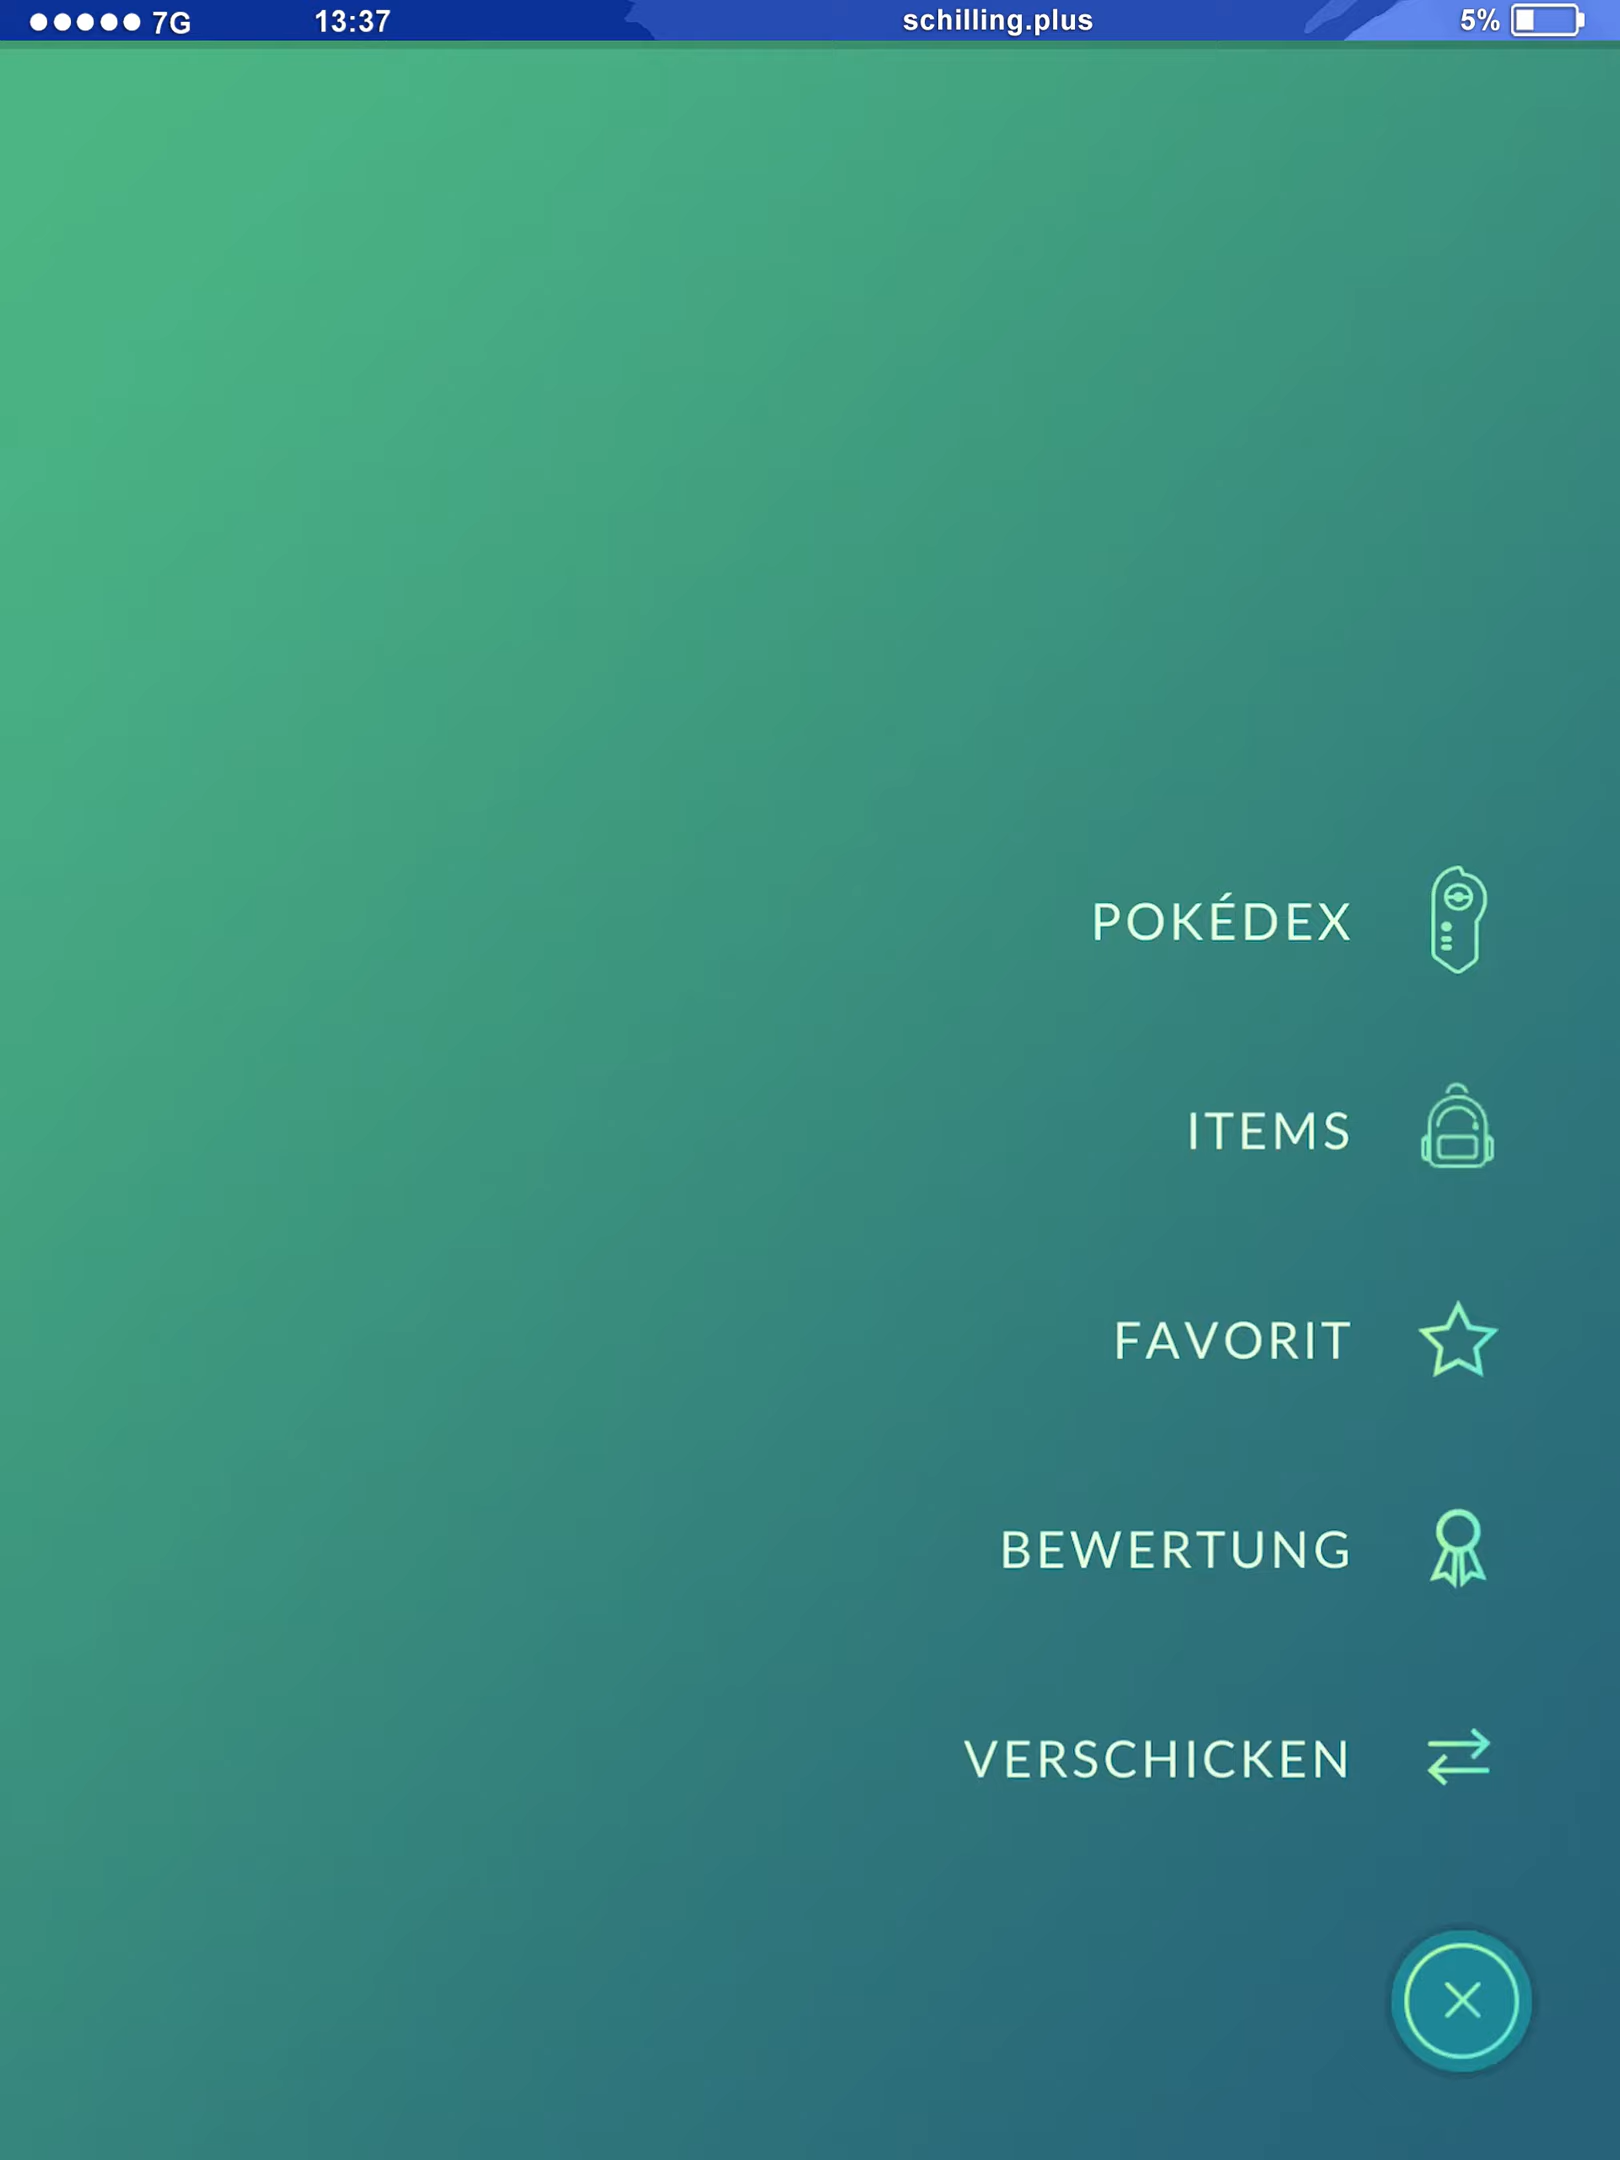 7G 13:37 schilling.plus 5%
POKÉDEX
ITEMS
FAVORIT
BEWERTUNG
VERSCHICKEN